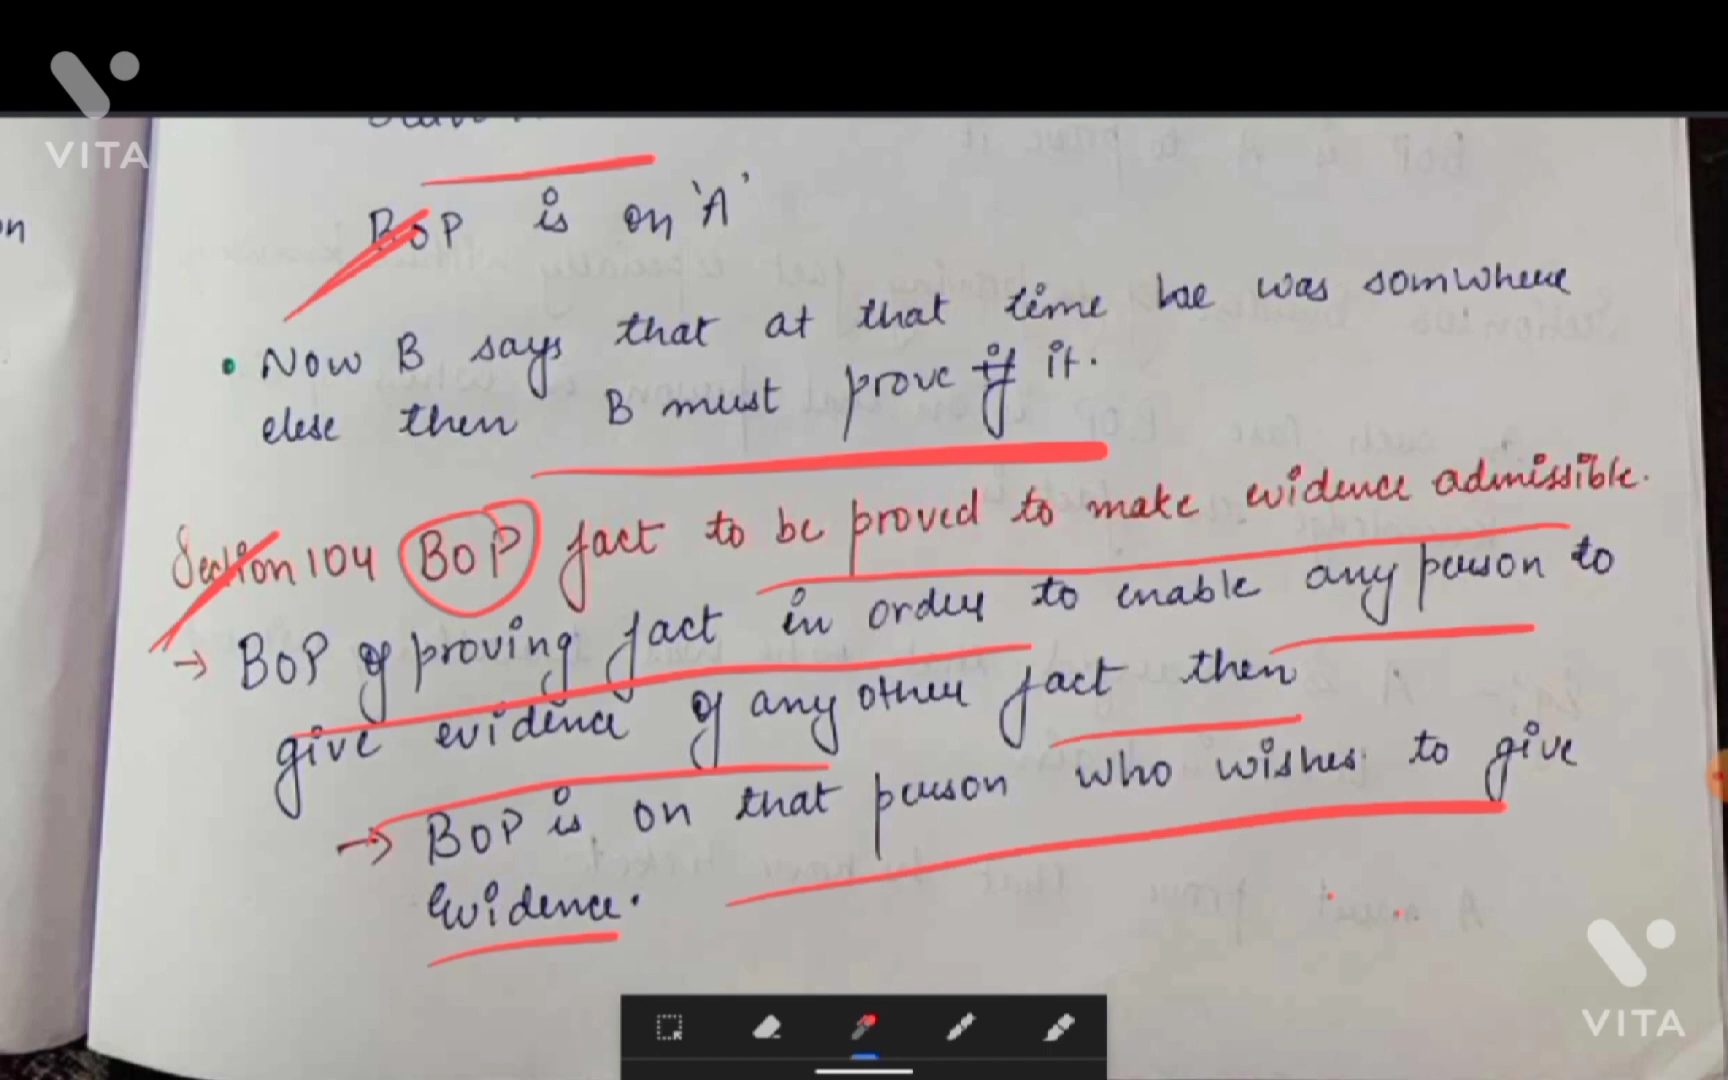 VITA
on
BOP is on 'A'
• Now B says that at that time he was somwhere
else then B must prove it.
Section 104 BOP fact to be proved to make evidence admissible.
→ BOP of proving fact in order to enable any person to
give evidence of any other fact then
→ BOP is on that person who wishes to give
Evidence.
VITA